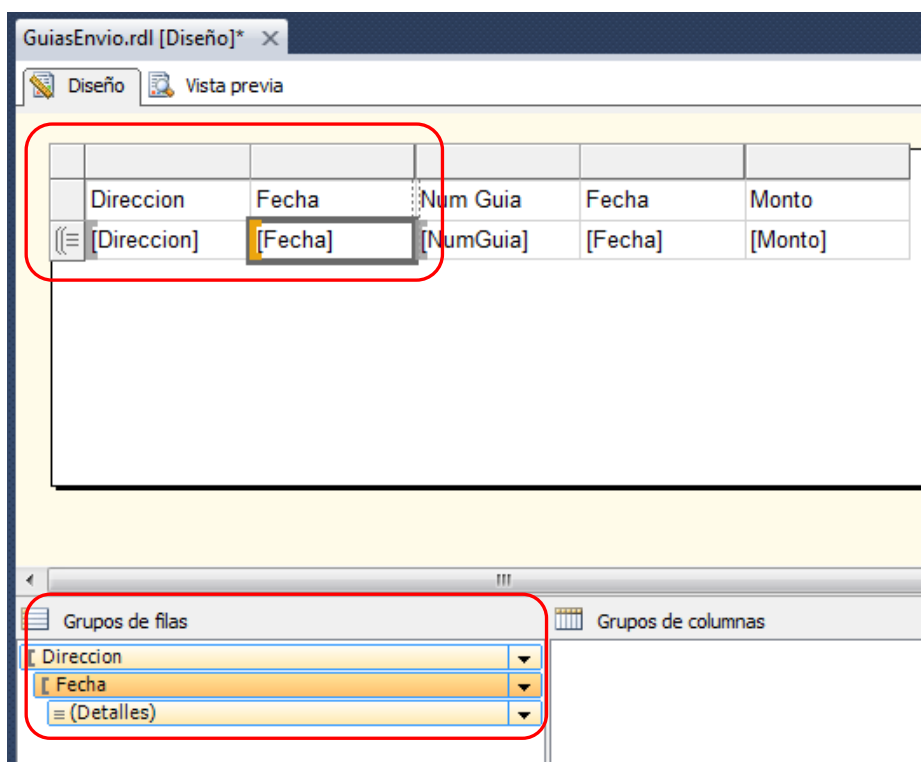 GuiasEnvio.rdl [Diseño]*
Diseño Vista previa
Direccion Fecha Num Guia Fecha Monto
[Direccion] [Fecha] [NumGuia] [Fecha] [Monto]
Grupos de filas Grupos de columnas
Direccion
Fecha
(Detalles)